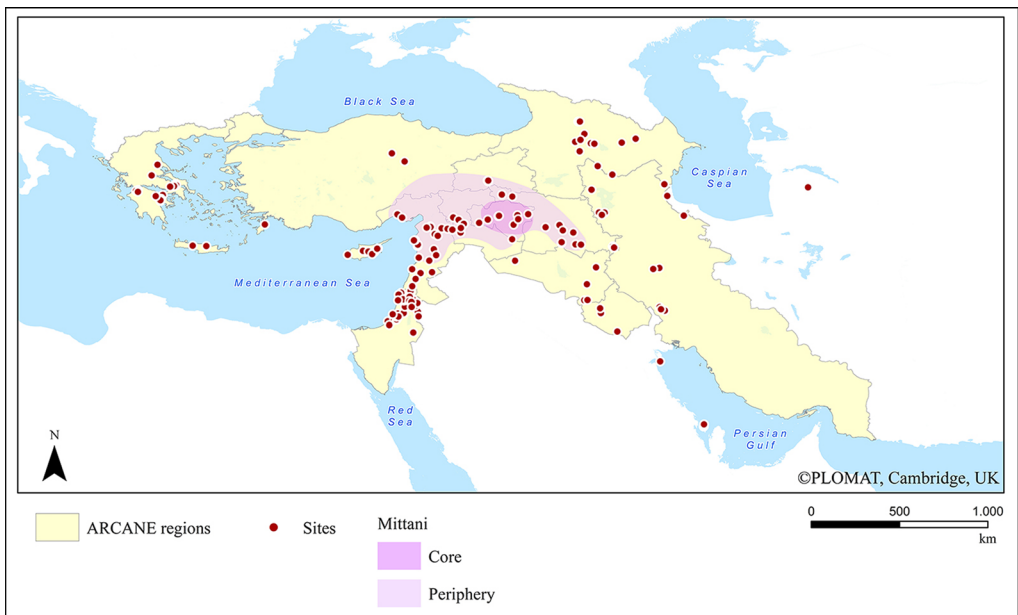 Black Sea
Caspian
Sea
Mediterranean Sea
Red
Sea
Persian
Gulf
N
©PLOMAT, Cambridge, UK
ARCANE regions
Sites
Mittani
Core
Periphery
0 500 1.000
km